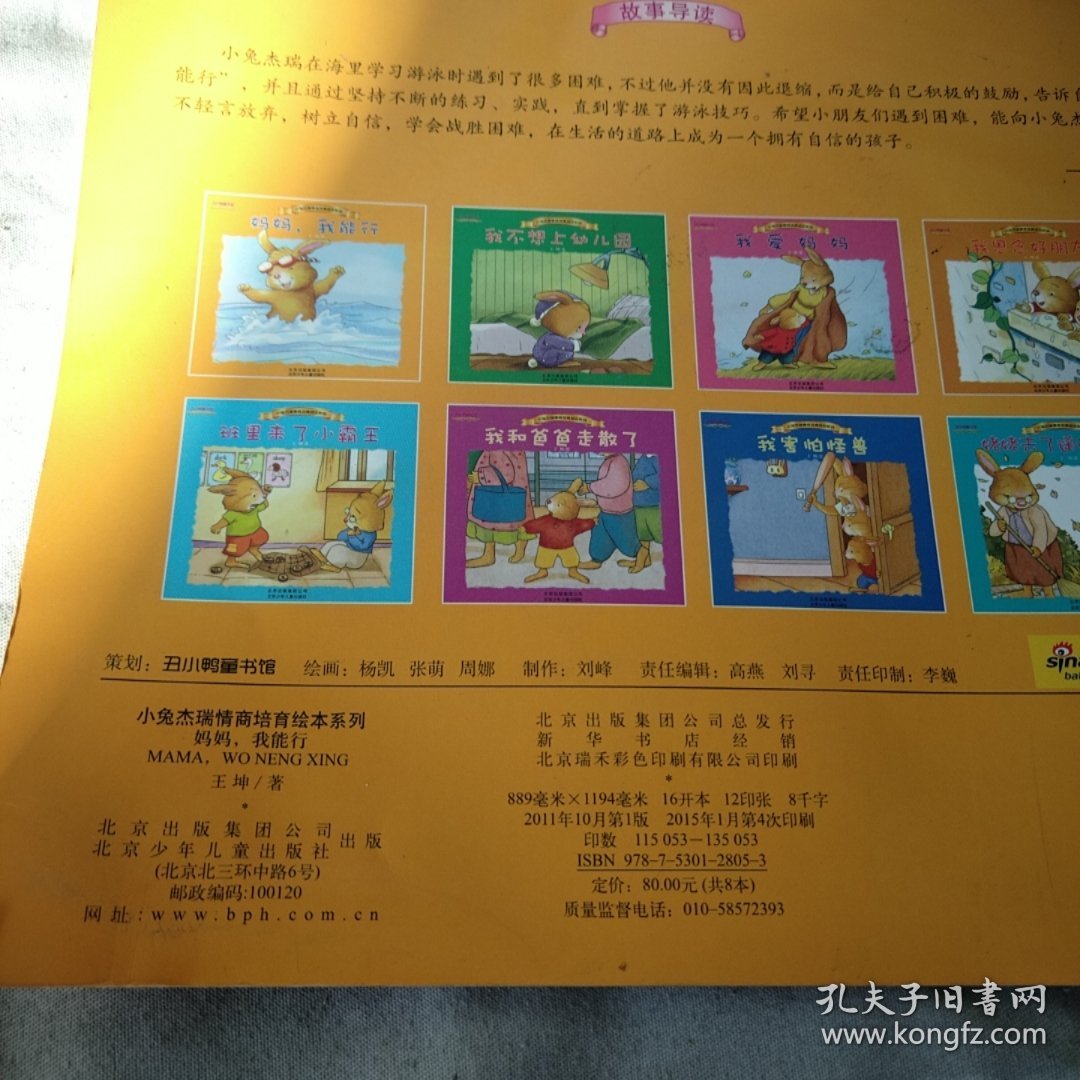 故事导读
小兔杰瑞在海里学习游泳时遇到了很多困难，不过他并没有因此退缩，而是给自己积极的鼓励，告诉
能行”，并且通过坚持不断的练习、实践，直到掌握了游泳技巧。希望小朋友们遇到困难，能向小兔杰
不轻言放弃，树立自信，学会战胜困难，在生活的道路上成为一个拥有自信的孩子。
妈妈，我能行
我不想上幼儿园
我爱妈妈
我思念好朋
班里来了小霸王
我和爸爸走散了
我害怕怪兽
姥姥去了
策划：丑小鸭童书馆 绘画：杨凯 张萌 周娜 制作：刘峰 责任编辑：高燕 刘寻 责任印制：李巍
sina
bai
小兔杰瑞情商培育绘本系列
妈妈，我能行
MAMA，WO NENG XING
王坤/著
*
北京出版集团公司
北京少年儿童出版社
出版
(北京北三环中路6号)
邮政编码:100120
网址:www.bph.com.cn
北京出版集团公司总发行
新华书店经销
北京瑞禾彩色印刷有限公司印刷
*
889毫米×1194毫米 16开本 12印张 8千字
2011年10月第1版 2015年1月第4次印刷
印数 115 053－135 053
ISBN 978-7-5301-2805-3
定价：80.00元(共8本)
质量监督电话：010-58572393
孔夫子旧书网
www.kongfz.com